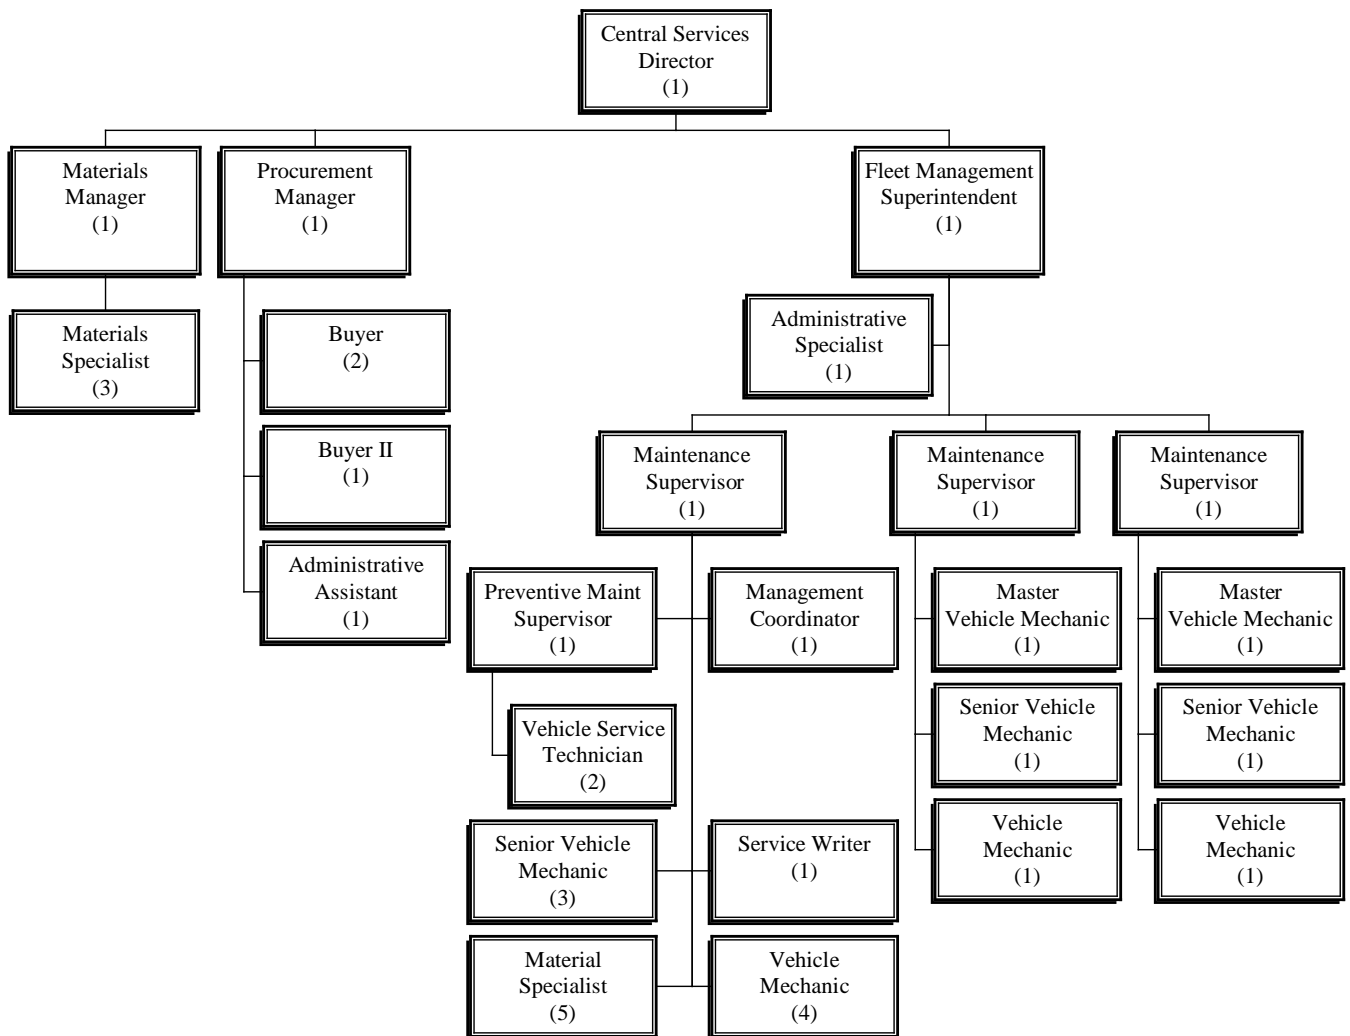 Central Services
Director
(1)
Materials
Manager
(1)
Procurement
Manager
(1)
Fleet Management
Superintendent
(1)
Materials
Specialist
(3)
Buyer
(2)
Buyer II
(1)
Administrative
Assistant
(1)
Administrative
Specialist
(1)
Maintenance
Supervisor
(1)
Maintenance
Supervisor
(1)
Maintenance
Supervisor
(1)
Preventive Maint
Supervisor
(1)
Management
Coordinator
(1)
Vehicle Service
Technician
(2)
Senior Vehicle
Mechanic
(3)
Service Writer
(1)
Material
Specialist
(5)
Vehicle
Mechanic
(4)
Master
Vehicle Mechanic
(1)
Senior Vehicle
Mechanic
(1)
Vehicle
Mechanic
(1)
Master
Vehicle Mechanic
(1)
Senior Vehicle
Mechanic
(1)
Vehicle
Mechanic
(1)